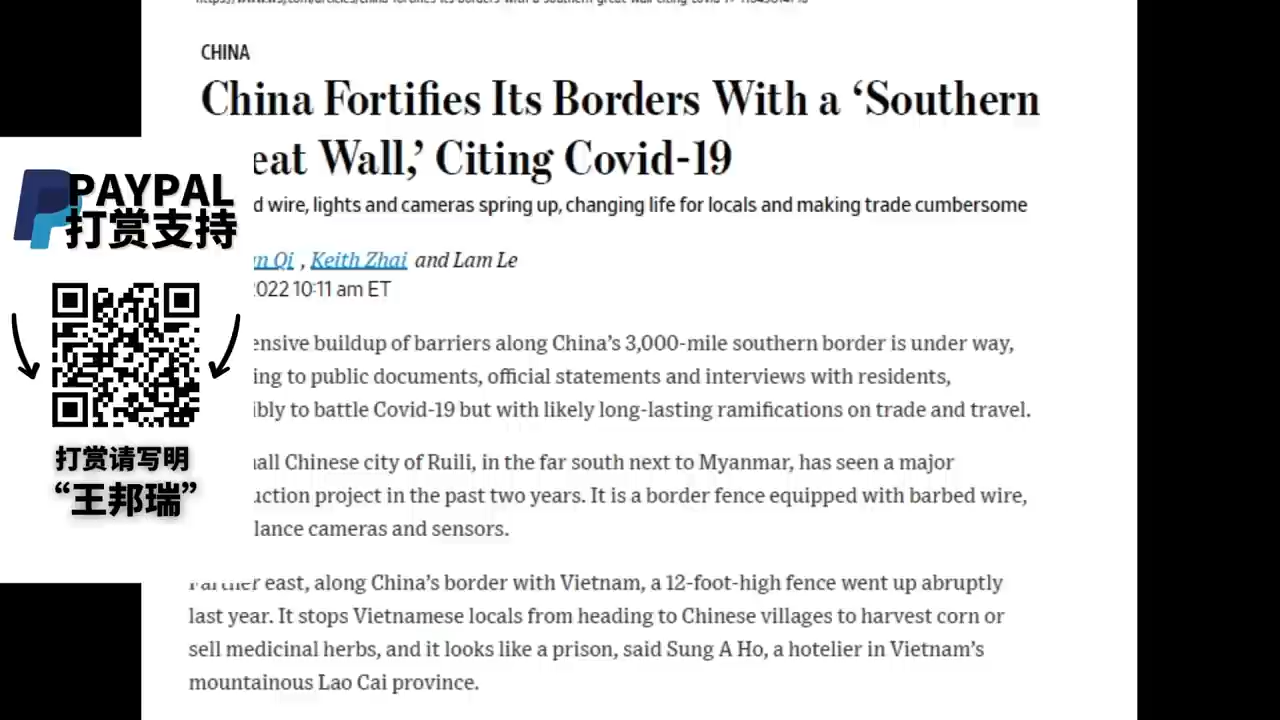 CHINA
China Fortifies Its Borders With a ‘Southern
eat Wall,’ Citing Covid-19
d wire, lights and cameras spring up, changing life for locals and making trade cumbersome
n Qi , Keith Zhai and Lam Le
2022 10:11 am ET
ensive buildup of barriers along China’s 3,000-mile southern border is under way,
ing to public documents, official statements and interviews with residents,
ibly to battle Covid-19 but with likely long-lasting ramifications on trade and travel.
all Chinese city of Ruili, in the far south next to Myanmar, has seen a major
uction project in the past two years. It is a border fence equipped with barbed wire,
lance cameras and sensors.
Farther east, along China’s border with Vietnam, a 12-foot-high fence went up abruptly
last year. It stops Vietnamese locals from heading to Chinese villages to harvest corn or
sell medicinal herbs, and it looks like a prison, said Sung A Ho, a hotelier in Vietnam’s
mountainous Lao Cai province.
PAYPAL
打赏支持
打赏请写明
“王邦瑞”